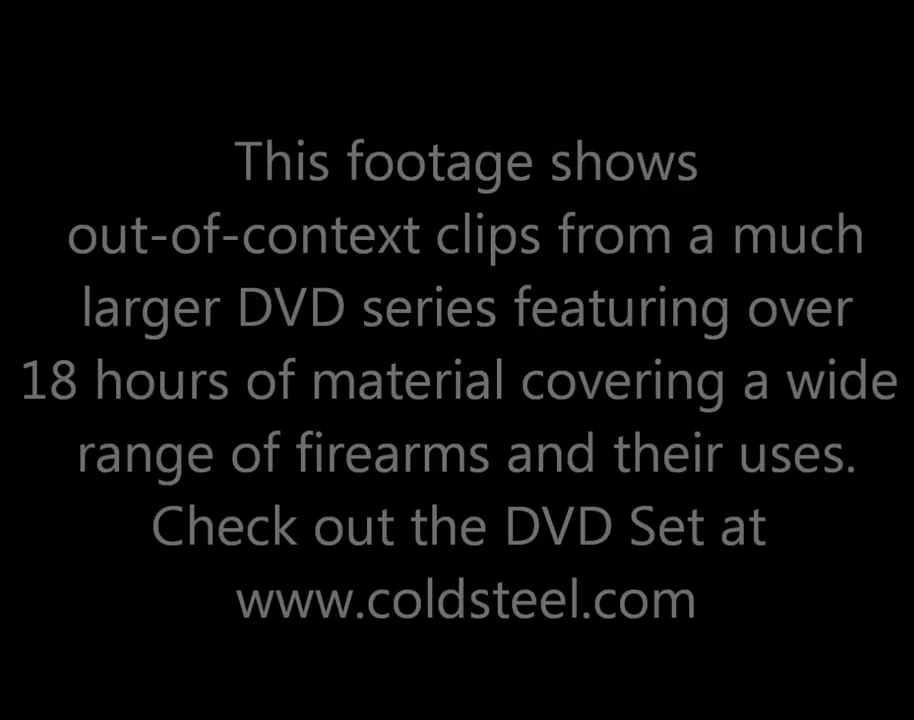 This footage shows
out-of-context clips from a much
larger DVD series featuring over
18 hours of material covering a wide
range of firearms and their uses.
Check out the DVD Set at
www.coldsteel.com